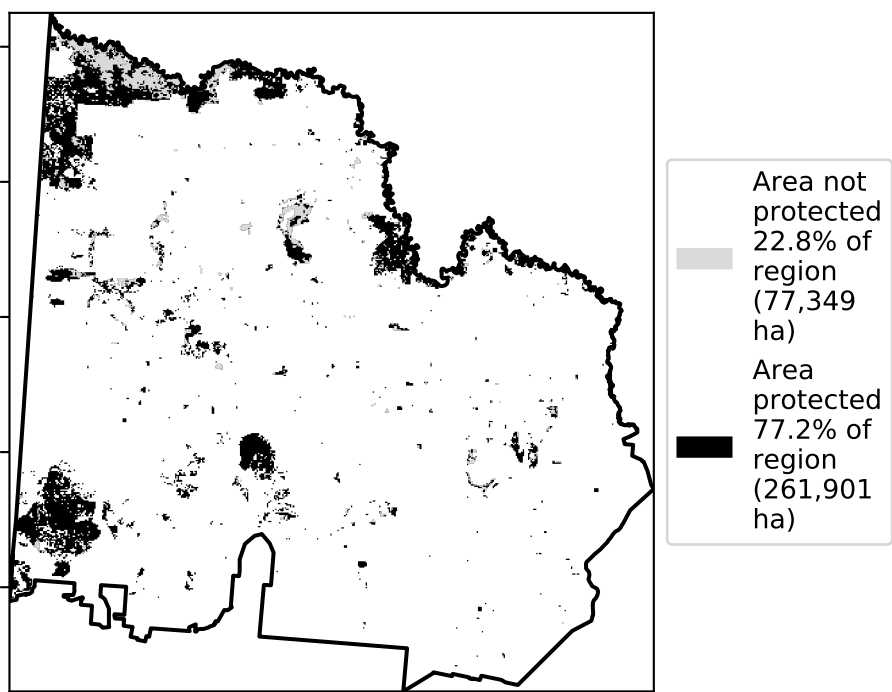 Area not
protected
22.8% of
region
(77,349
ha)
Area
protected
77.2% of
region
(261,901
ha)